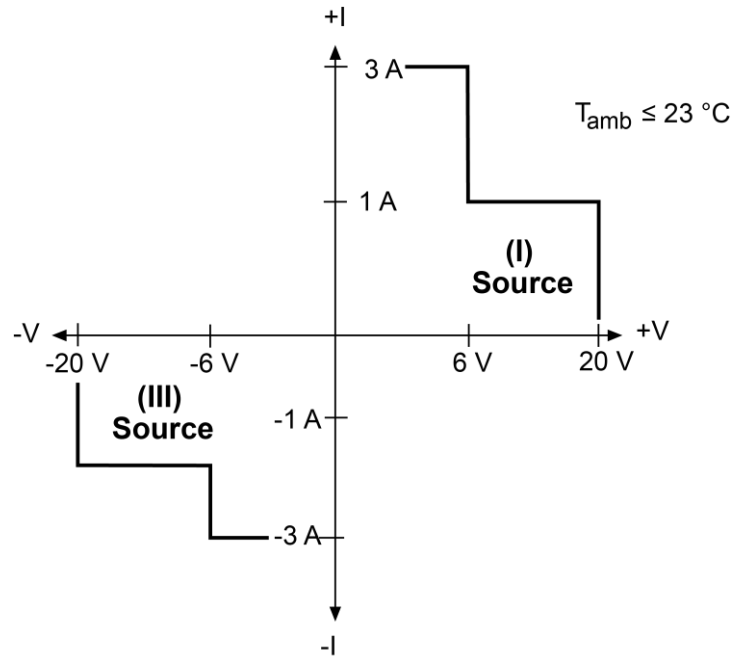 +I
3 A
T_amb ≤ 23 °C
1 A
(I)
Source
-V
+V
-20 V
-6 V
6 V
20 V
(III)
Source
-1 A
-3 A
-I